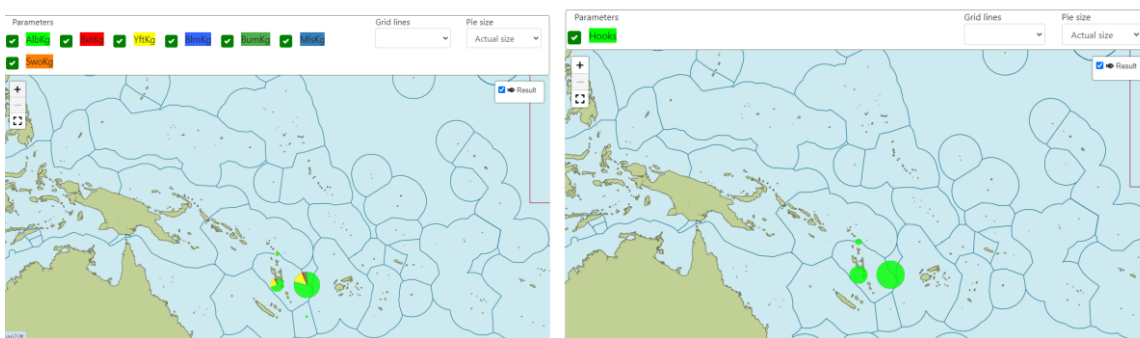 Parameters
Grid lines
Pie size
AlbKg BetKg YftKg BlmKg BumKg MlsKg
Actual size
SwoKg
+
Result
Parameters
Grid lines
Pie size
Hooks
Actual size
+
Result